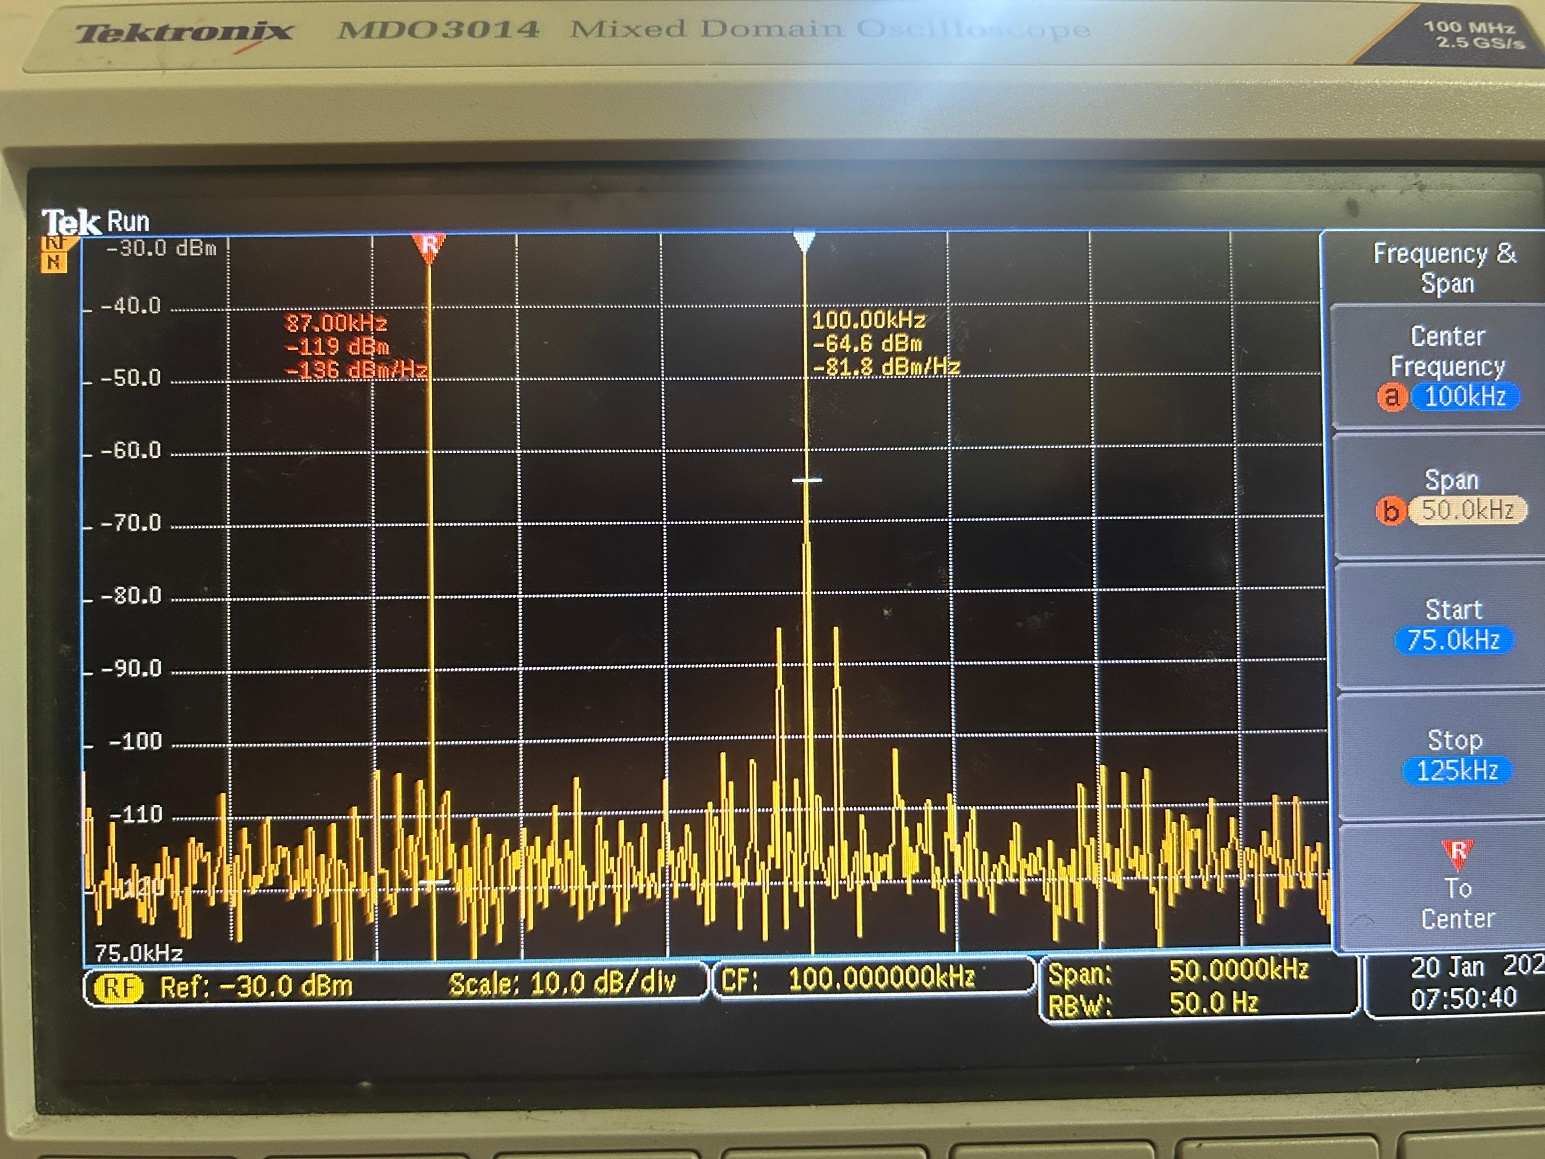 Tektronix MDO3014 Mixed Domain Oscilloscope
100 MHz
2.5 GS/s
Tek Run
RF
N
-30.0 dBm
-40.0
-50.0
-60.0
-70.0
-80.0
-90.0
-100
-110
-120
R
87.00kHz
-119 dBm
-136 dBm/Hz
100.00kHz
-64.6 dBm
-81.8 dBm/Hz
75.0kHz
Frequency &
Span
Center
Frequency
a 100kHz
Span
b 50.0kHz
Start
75.0kHz
Stop
125kHz
R
To
Center
RF Ref: -30.0 dBm Scale: 10.0 dB/div
CF: 100.000000kHz
Span: 50.0000kHz
RBW: 50.0 Hz
20 Jan 202
07:50:40